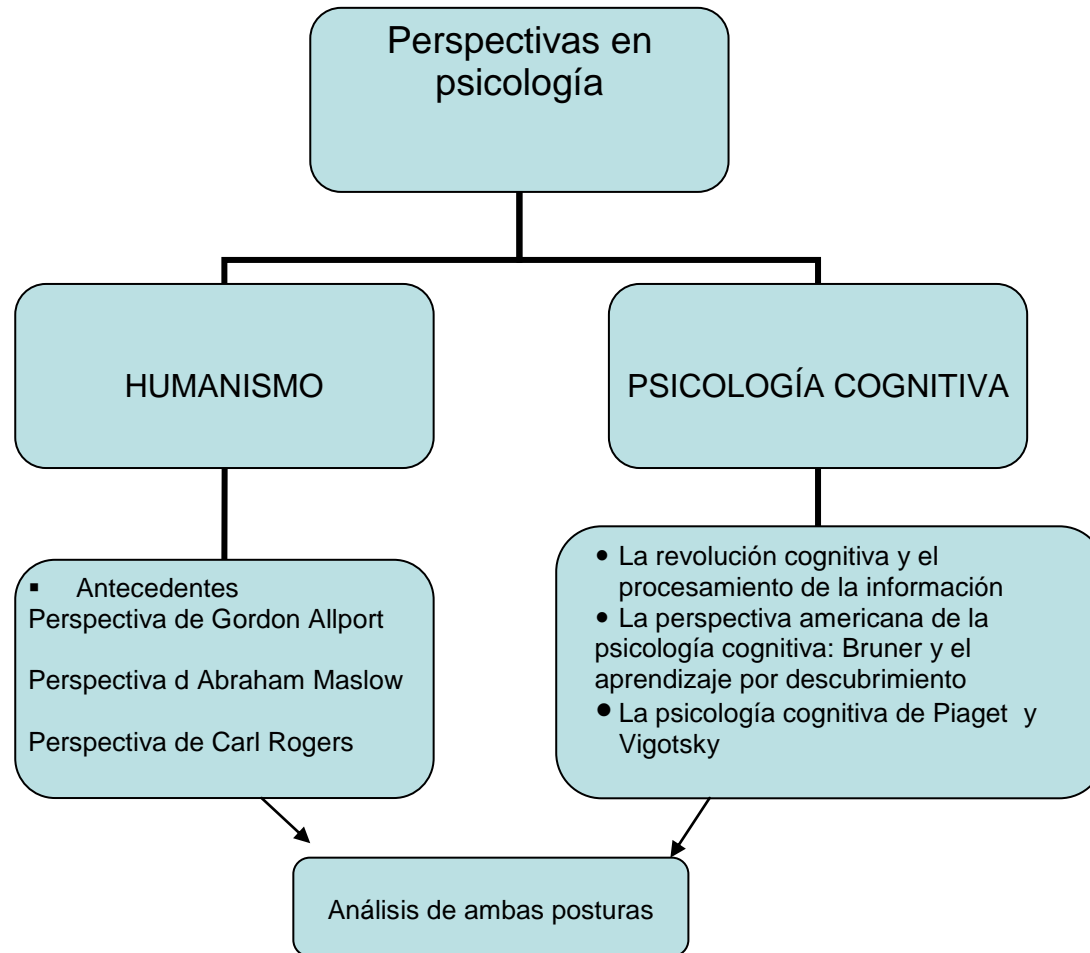 Perspectivas en
psicología
HUMANISMO
PSICOLOGÍA COGNITIVA
▪ Antecedentes
Perspectiva de Gordon Allport
Perspectiva d Abraham Maslow
Perspectiva de Carl Rogers
• La revolución cognitiva y el
procesamiento de la información
• La perspectiva americana de la
psicología cognitiva: Bruner y el
aprendizaje por descubrimiento
• La psicología cognitiva de Piaget y
Vigotsky
Análisis de ambas posturas